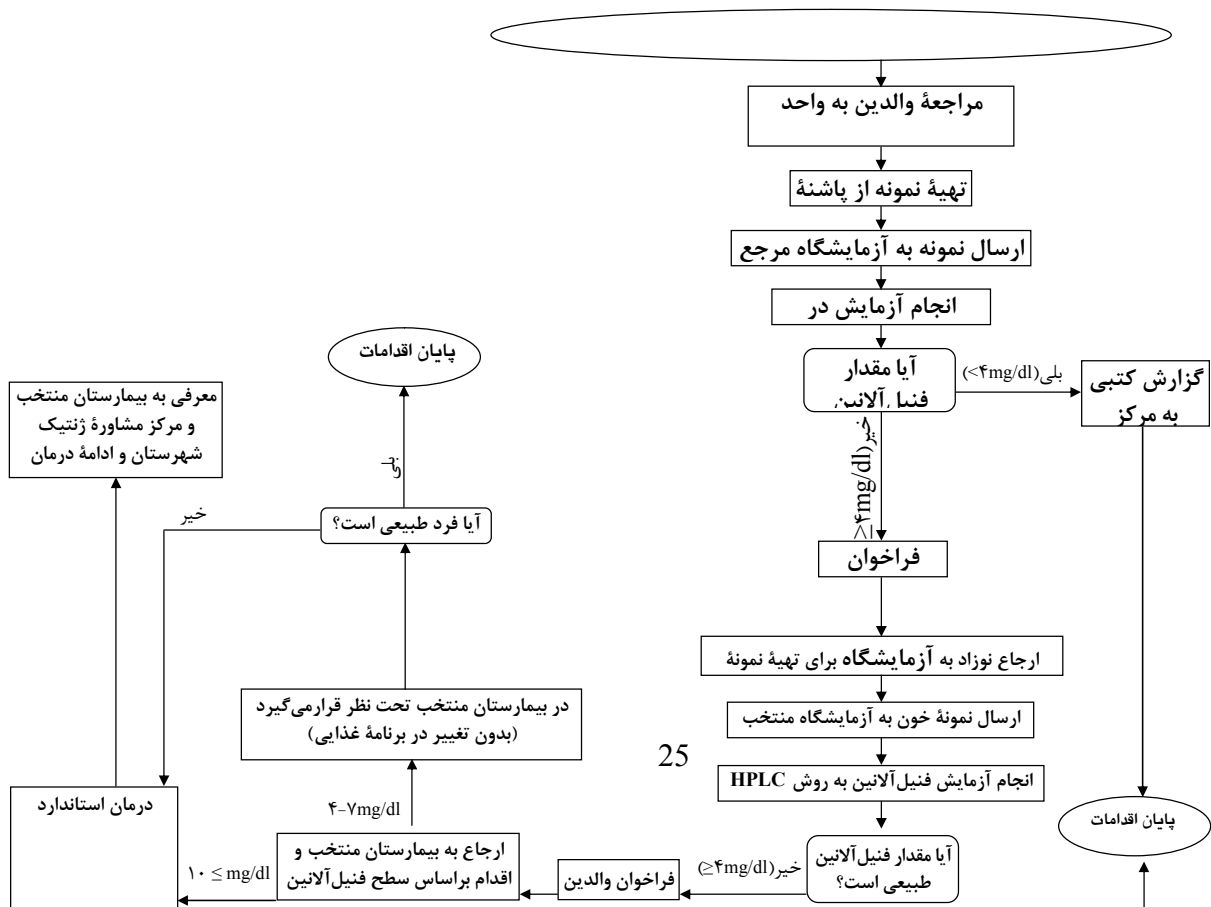 مراجعهٔ والدین به واحد
تهیهٔ نمونه از پاشنهٔ
ارسال نمونه به آزمایشگاه مرجع
انجام آزمایش در
آیا مقدار
فنیل‌آلانین
بلی(<۴mg/dl)
گزارش کتبی
به مرکز
خیر(≥۴mg/dl)
فراخوان
ارجاع نوزاد به آزمایشگاه برای تهیهٔ نمونهٔ
ارسال نمونهٔ خون به آزمایشگاه منتخب
انجام آزمایش فنیل‌آلانین به روش HPLC
آیا مقدار فنیل‌آلانین
طبیعی است؟
پایان اقدامات
خیر(≥۴mg/dl)
فراخوان والدین
ارجاع به بیمارستان منتخب و
اقدام براساس سطح فنیل‌آلانین
۴-۷mg/dl
در بیمارستان منتخب تحت نظر قرارمی‌گیرد
(بدون تغییر در برنامهٔ غذایی)
آیا فرد طبیعی است؟
بلی
پایان اقدامات
خیر
۱۰ ≤ mg/dl
درمان استاندارد
معرفی به بیمارستان منتخب
و مرکز مشاورهٔ ژنتیک
شهرستان و ادامهٔ درمان
25